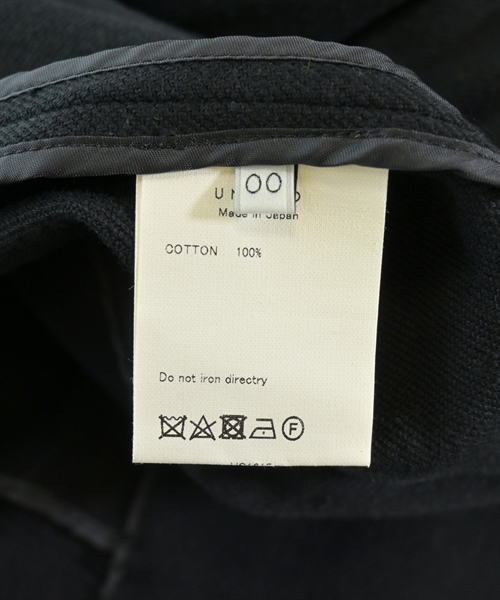 00
Made in Japan
COTTON 100%
Do not iron directry
F